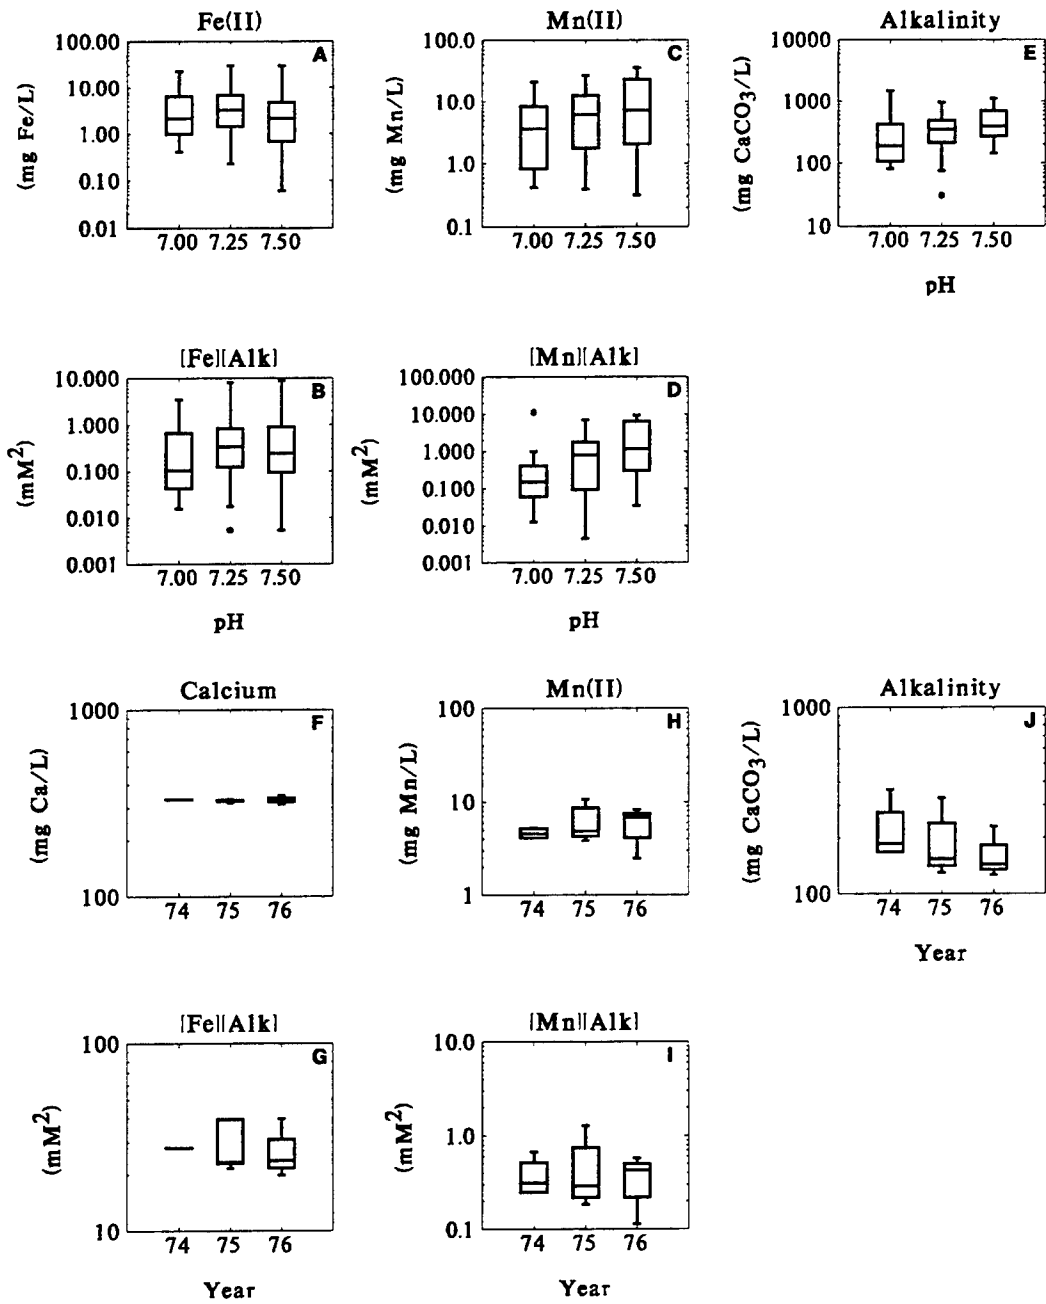 Fe(II)
A
(mg Fe/L)
100.00
10.00
1.00
0.10
0.01
7.00 7.25 7.50
Mn(II)
C
(mg Mn/L)
100.0
10.0
1.0
0.1
7.00 7.25 7.50
Alkalinity
E
(mg CaCO3/L)
10000
1000
100
10
7.00 7.25 7.50
pH
[Fe][Alk]
B
(mM2)
10.000
1.000
0.100
0.010
0.001
7.00 7.25 7.50
pH
[Mn][Alk]
D
(mM2)
100.000
10.000
1.000
0.100
0.010
0.001
7.00 7.25 7.50
pH
Calcium
F
(mg Ca/L)
1000
100
74 75 76
Mn(II)
H
(mg Mn/L)
100
10
1
74 75 76
Alkalinity
J
(mg CaCO3/L)
1000
100
74 75 76
Year
[Fe][Alk]
G
(mM2)
100
10
74 75 76
Year
[Mn][Alk]
I
(mM2)
10.0
1.0
0.1
74 75 76
Year